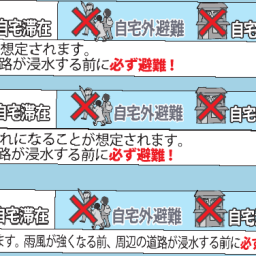 自宅滞在 自宅外避難 自宅
想定されます。
路が浸水する前に必ず避難！
自宅滞在 自宅外避難 自宅
れになることが想定されます。
路が浸水する前に必ず避難！
自宅滞在 自宅外避難 自宅
ます。雨風が強くなる前、周辺の道路が浸水する前に必ず